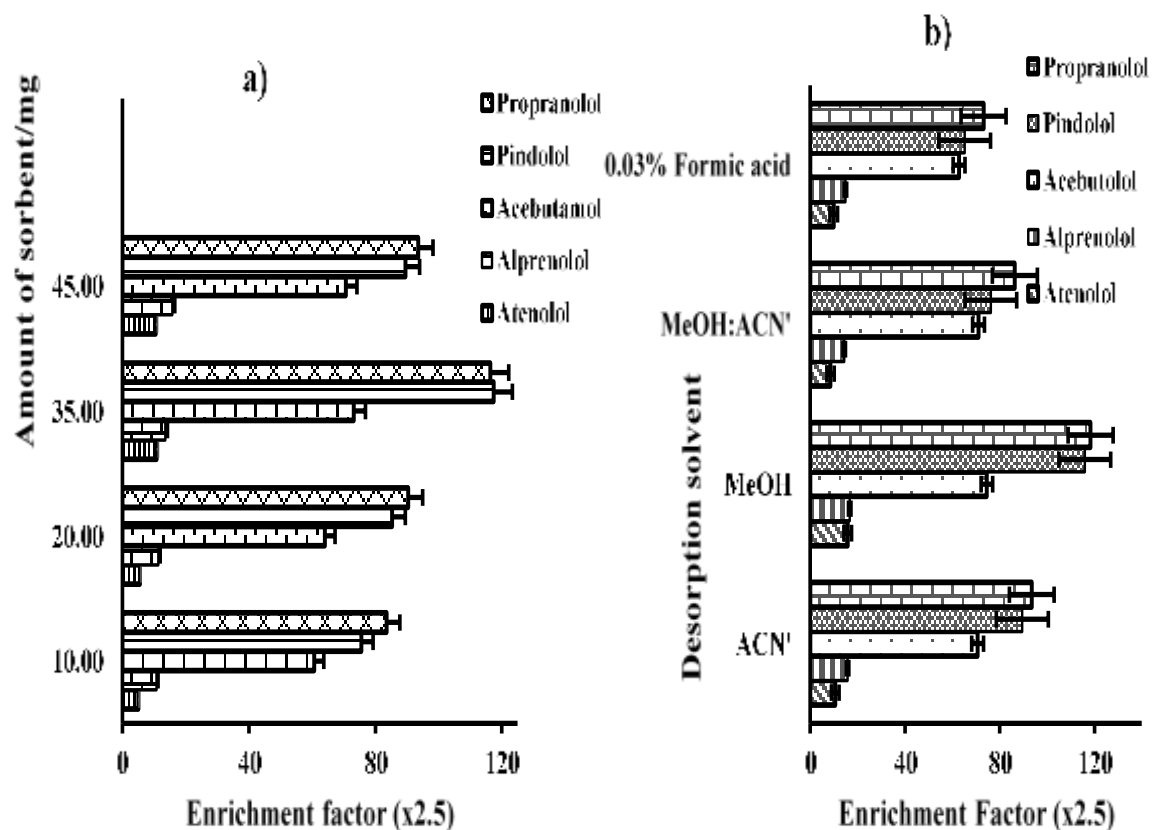 a)
Amount of sorbent/mg
45.00
35.00
20.00
10.00
0
40
80
120
Enrichment factor (x2.5)
Propranolol
Pindolol
Acebutamol
Alprenolol
Atenolol
b)
Desorption solvent
0.03% Formic acid
MeOH:ACN'
MeOH
ACN'
0
40
80
120
Enrichment Factor (x2.5)
Propranolol
Pindolol
Acebutolol
Alprenolol
Atenolol